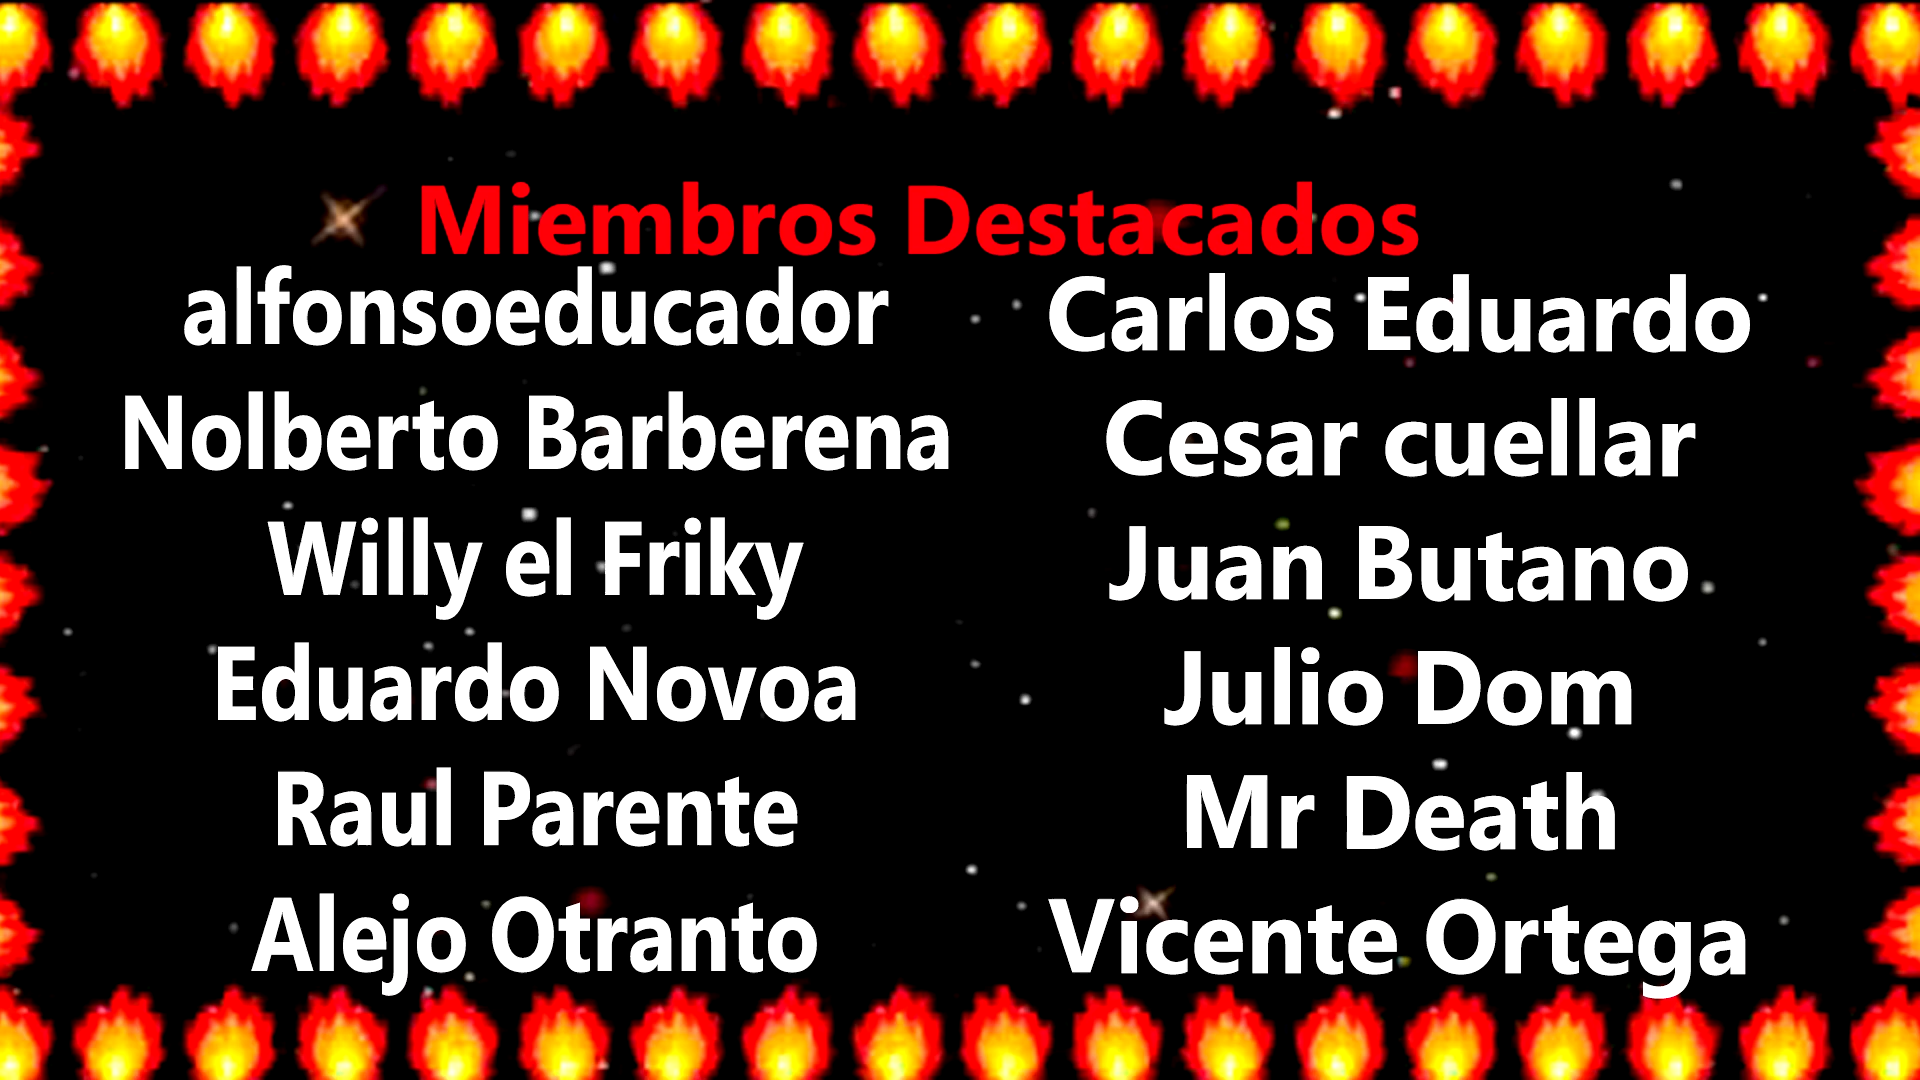 Miembros Destacados
alfonsoeducador
Nolberto Barberena
Willy el Friky
Eduardo Novoa
Raul Parente
Alejo Otranto
Carlos Eduardo
Cesar cuellar
Juan Butano
Julio Dom
Mr Death
Vicente Ortega